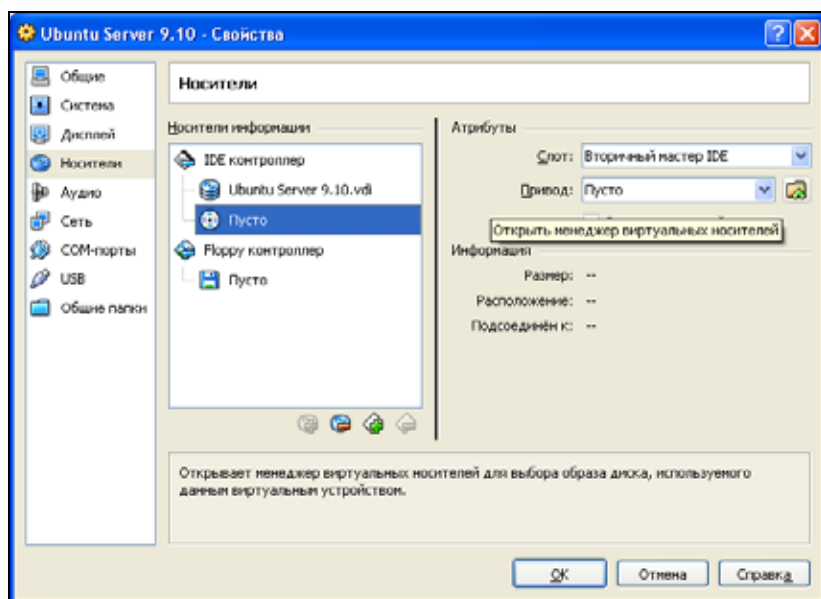 Ubuntu Server 9.10 - Свойства
Общие
Система
Дисплей
Носители
Аудио
Сеть
COM-порты
USB
Общие папки
Носители
Носители информации
IDE контроллер
Ubuntu Server 9.10.vdi
Пусто
Floppy контроллер
Пусто
Атрибуты
Слот: Вторичный мастер IDE
Привод: Пусто
Открыть менеджер виртуальных носителей
Информация
Размер: --
Расположение: --
Подсоединён к: --
Открывает менеджер виртуальных носителей для выбора образа диска, используемого
данным виртуальным устройством.
OK
Отмена
Справка